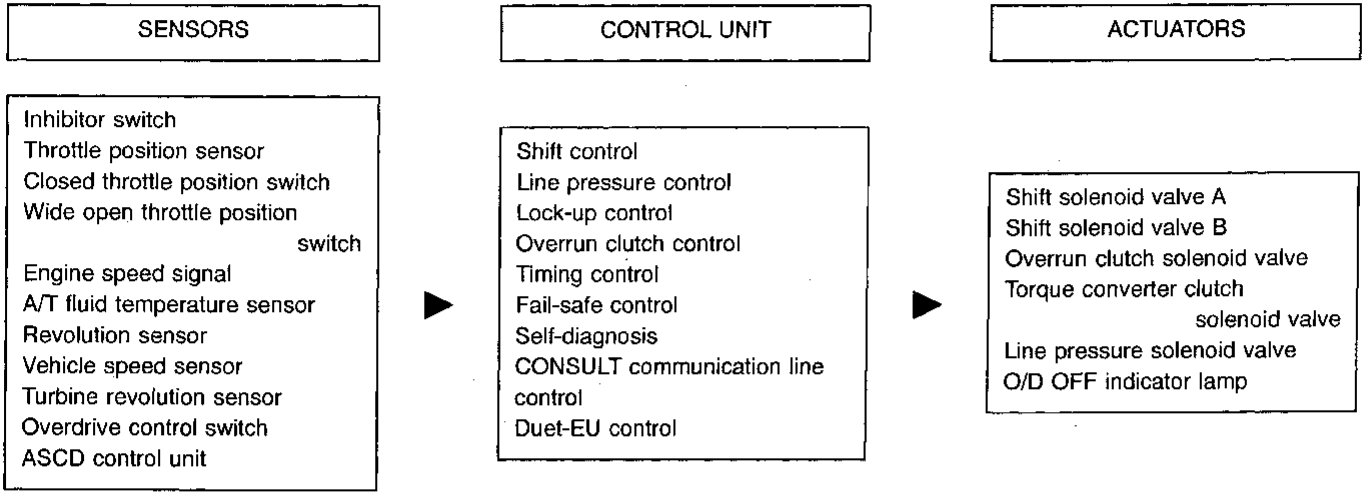 SENSORS
Inhibitor switch
Throttle position sensor
Closed throttle position switch
Wide open throttle position
switch
Engine speed signal
A/T fluid temperature sensor
Revolution sensor
Vehicle speed sensor
Turbine revolution sensor
Overdrive control switch
ASCD control unit
CONTROL UNIT
Shift control
Line pressure control
Lock-up control
Overrun clutch control
Timing control
Fail-safe control
Self-diagnosis
CONSULT communication line
control
Duet-EU control
ACTUATORS
Shift solenoid valve A
Shift solenoid valve B
Overrun clutch solenoid valve
Torque converter clutch
solenoid valve
Line pressure solenoid valve
O/D OFF indicator lamp